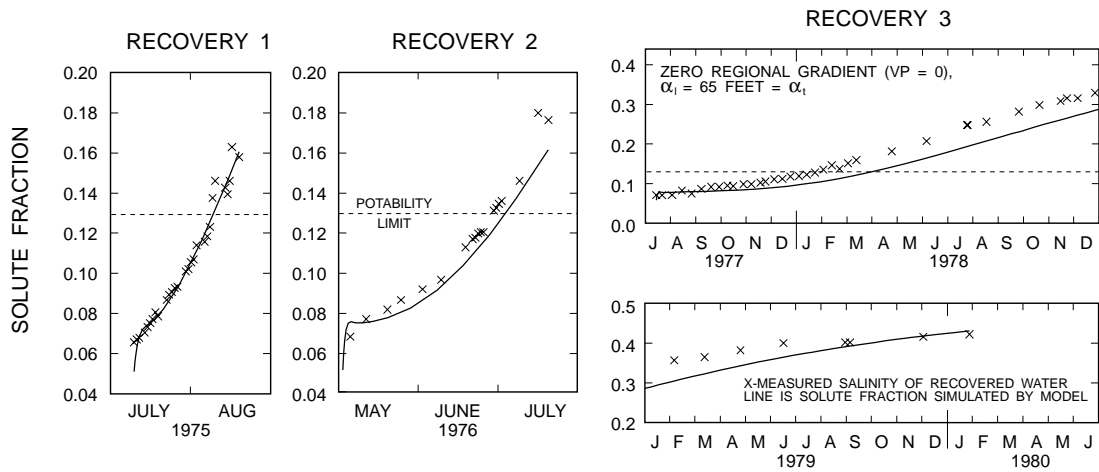 RECOVERY 1
RECOVERY 2
RECOVERY 3
SOLUTE FRACTION
0.20
0.18
0.16
0.14
0.12
0.10
0.08
0.06
0.04
JULY
AUG
1975
0.20
0.18
0.16
0.14
0.12
0.10
0.08
0.06
0.04
POTABILITY
LIMIT
MAY
JUNE
JULY
1976
0.4
0.3
0.2
0.1
0.0
ZERO REGIONAL GRADIENT (VP = 0),
αl = 65 FEET = αt
J A S O N D J F M A M J J A S O N D
1977
1978
0.5
0.4
0.3
0.2
X-MEASURED SALINITY OF RECOVERED WATER
LINE IS SOLUTE FRACTION SIMULATED BY MODEL
J F M A M J J A S O N D J F M A M J
1979
1980